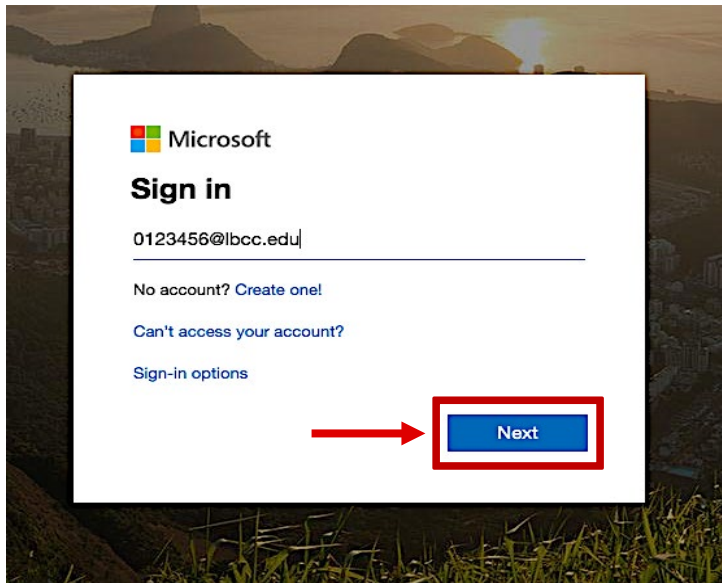 Microsoft
Sign in
0123456@lbcc.edu
No account? Create one!
Can't access your account?
Sign-in options
Next